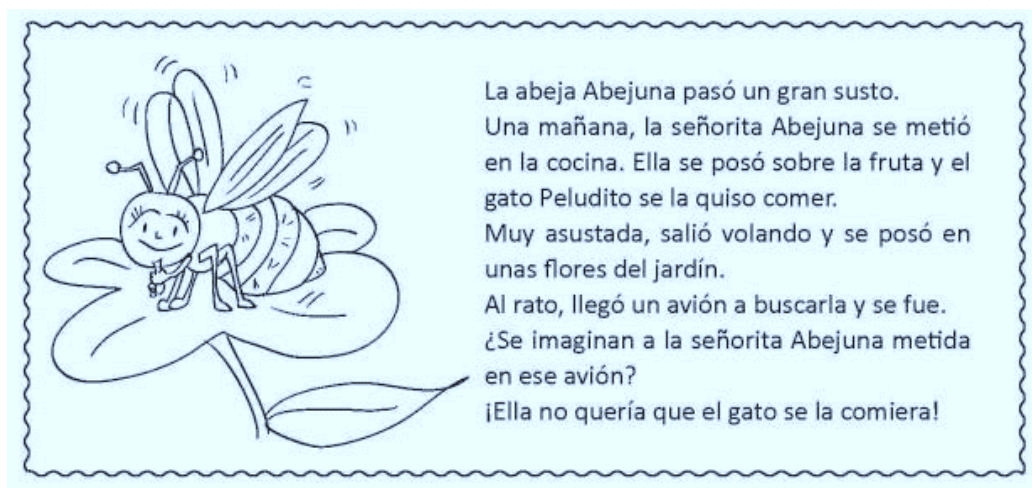 La abeja Abejuna pasó un gran susto.
Una mañana, la señorita Abejuna se metió
en la cocina. Ella se posó sobre la fruta y el
gato Peludito se la quiso comer.
Muy asustada, salió volando y se posó en
unas flores del jardín.
Al rato, llegó un avión a buscarla y se fue.
¿Se imaginan a la señorita Abejuna metida
en ese avión?
¡Ella no quería que el gato se la comiera!